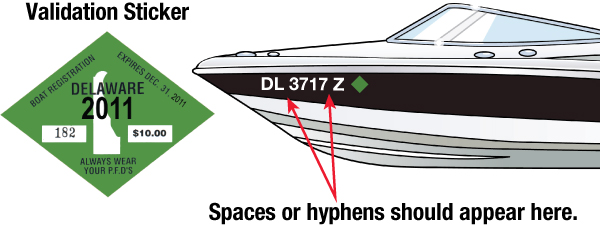 Validation Sticker
BOAT REGISTRATION
EXPIRES DEC. 31 2011
DELAWARE
2011
182
$10.00
ALWAYS WEAR
YOUR P.F.D'S
DL 3717 Z
Spaces or hyphens should appear here.